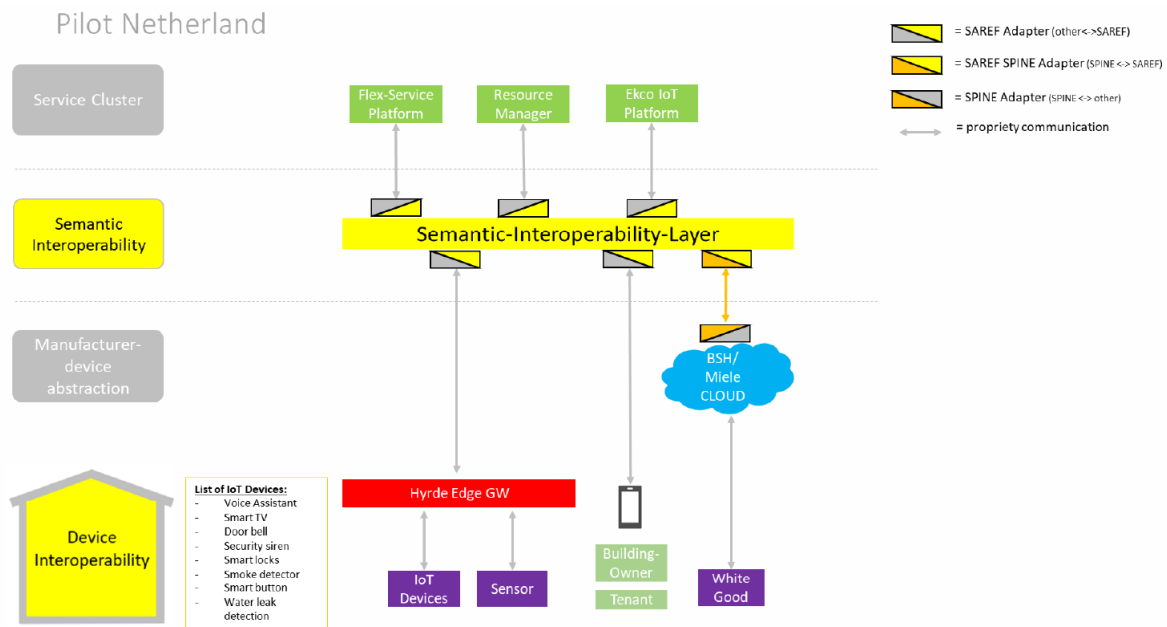 Pilot Netherland
= SAREF Adapter (other<->SAREF)
= SAREF SPINE Adapter (SPINE <-> SAREF)
= SPINE Adapter (SPINE <-> other)
= propriety communication
Service Cluster
Flex-Service
Platform
Resource
Manager
Ekco IoT
Platform
Semantic
Interoperability
Semantic-Interoperability-Layer
Manufacturer-
device
abstraction
BSH/
Miele
CLOUD
Device
Interoperability
List of IoT Devices:
- Voice Assistant
- Smart TV
- Door bell
- Security siren
- Smart locks
- Smoke detector
- Smart button
- Water leak
detection
Hyrde Edge GW
IoT
Devices
Sensor
Building-
Owner
Tenant
White
Good